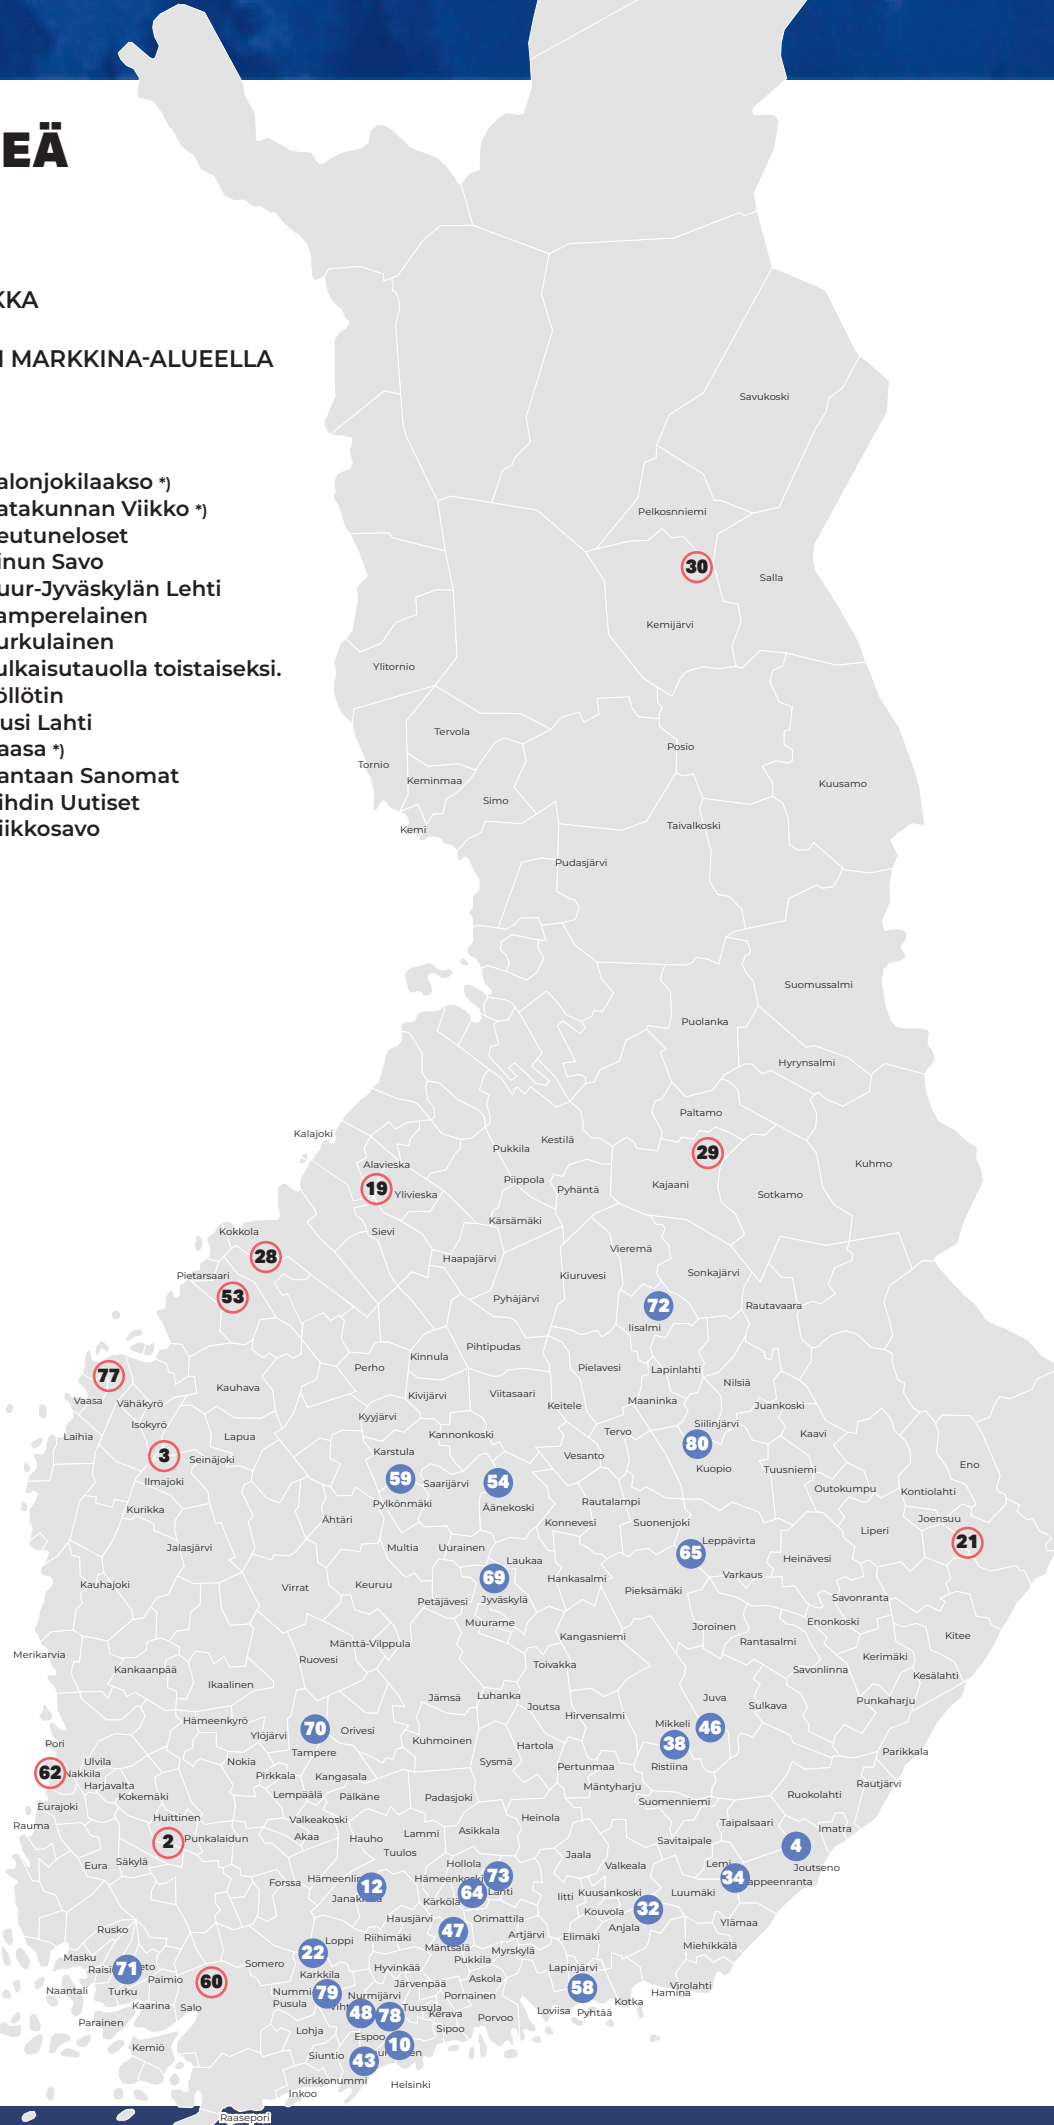 EÄ
KKA
I MARKKINA-ALUEELLA
alonjokilaakso *)
atakunnan Viikko *)
eutuneloset
inun Savo
uur-Jyväskylän Lehti
amperelainen
urkulainen
ulkaisutauolla toistaiseksi.
öllötin
usi Lahti
aasa *)
antaan Sanomat
ihdin Uutiset
iikkosavo
Savukoski
Pelkosnniemi
30
Salla
Kemijärvi
Ylitornio
Tervola
Posio
Tornio
Keminmaa
Kuusamo
Simo
Kemi
Taivalkoski
Pudasjärvi
Suomussalmi
Puolanka
Hyrynsalmi
Paltamo
Kalajoki
Kestilä
Pukkila
29
Alavieska
Kuhmo
19
Ylivieska
Piippola
Pyhäntä
Kajaani
Sotkamo
Kärsämäki
Kokkola
Sievi
28
Haapajärvi
Vieremä
Pietarsaari
Kiuruvesi
Sonkajärvi
53
Pyhäjärvi
72
Rautavaara
Iisalmi
Pihtipudas
Kinnula
77
Perho
Pielavesi
Lapinlahti
Kauhava
Nilsiä
Vaasa
Vähäkyrö
Kivijärvi
Viitasaari
Keitele
Maaninka
Juankoski
Isokyrö
Kyyjärvi
Siilinjärvi
Laihia
Lapua
Kannonkoski
Tervo
80
Kaavi
3
Seinäjoki
Karstula
Vesanto
Kuopio
Tuusniemi
Eno
Ilmajoki
59
Saarijärvi
54
Outokumpu
Kontiolahti
Kurikka
Pylkönmäki
Äänekoski
Rautalampi
Ähtäri
Konnevesi
Suonenjoki
Joensuu
Jalasjärvi
Multia
Uurainen
Leppävirta
Liperi
21
Laukaa
65
Heinävesi
Kauhajoki
Virrat
Keuruu
69
Hankasalmi
Pieksämäki
Varkaus
Petäjävesi
Jyväskylä
Savonranta
Muurame
Joroinen
Enonkoski
Mänttä-Vilppula
Kangasniemi
Rantasalmi
Kitee
Merikarvia
Ruovesi
Toivakka
Kerimäki
Kankaanpää
Savonlinna
Kesälahti
Ikaalinen
Jämsä
Luhanka
Joutsa
Juva
Sulkava
Punkaharju
Hämeenkyrö
Hirvensalmi
Mikkeli
46
Ylöjärvi
70
Orivesi
Kuhmoinen
Hartola
38
Pori
Tampere
Parikkala
Ulvila
Nokia
Sysmä
Pertunmaa
Ristiina
62
Nakkila
Pirkkala
Kangasala
Mäntyharju
Rautjärvi
Harjavalta
Kokemäki
Lempäälä
Pälkäne
Padasjoki
Suomenniemi
Ruokolahti
Eurajoki
Huittinen
Valkeakoski
Heinola
Taipalsaari
Rauma
Akaa
Hauho
Lammi
Asikkala
Imatra
2
Punkalaidun
Tuulos
Savitaipale
4
Eura
Säkylä
Hollola
Jaala
Valkeala
Lemi
Joutseno
Forssa
Hämeenlin
Hämeenkoski
73
34
appeenranta
12
64
Lahti
Janakkala
Kärkölä
Iitti
Kuusankoski
Luumäki
32
Kouvola
Hausjärvi
Orimattila
Ylämaa
Rusko
47
Artjärvi
Elimäki
Anjala
Loppi
Riihimäki
Mäntsälä
Myrskylä
Miehikkälä
Masku
22
Pukkila
Raisi
71
eto
Somero
Karkkila
Hyvinkää
Lapinjärvi
Paimio
60
Järvenpää
Askola
Virolahti
Naantali
Turku
Nummi
79
Nurmijärvi
Pornainen
58
Hamina
Pusula
Viht
48
78
Tuusula
Kotka
Kaarina
Salo
Kerava
Porvoo
Loviisa
Pyhtää
Parainen
Lohja
Espoo
Sipoo
10
Kemiö
Siuntio
43
en
Kirkkonummi
Helsinki
Inkoo
Raasepori